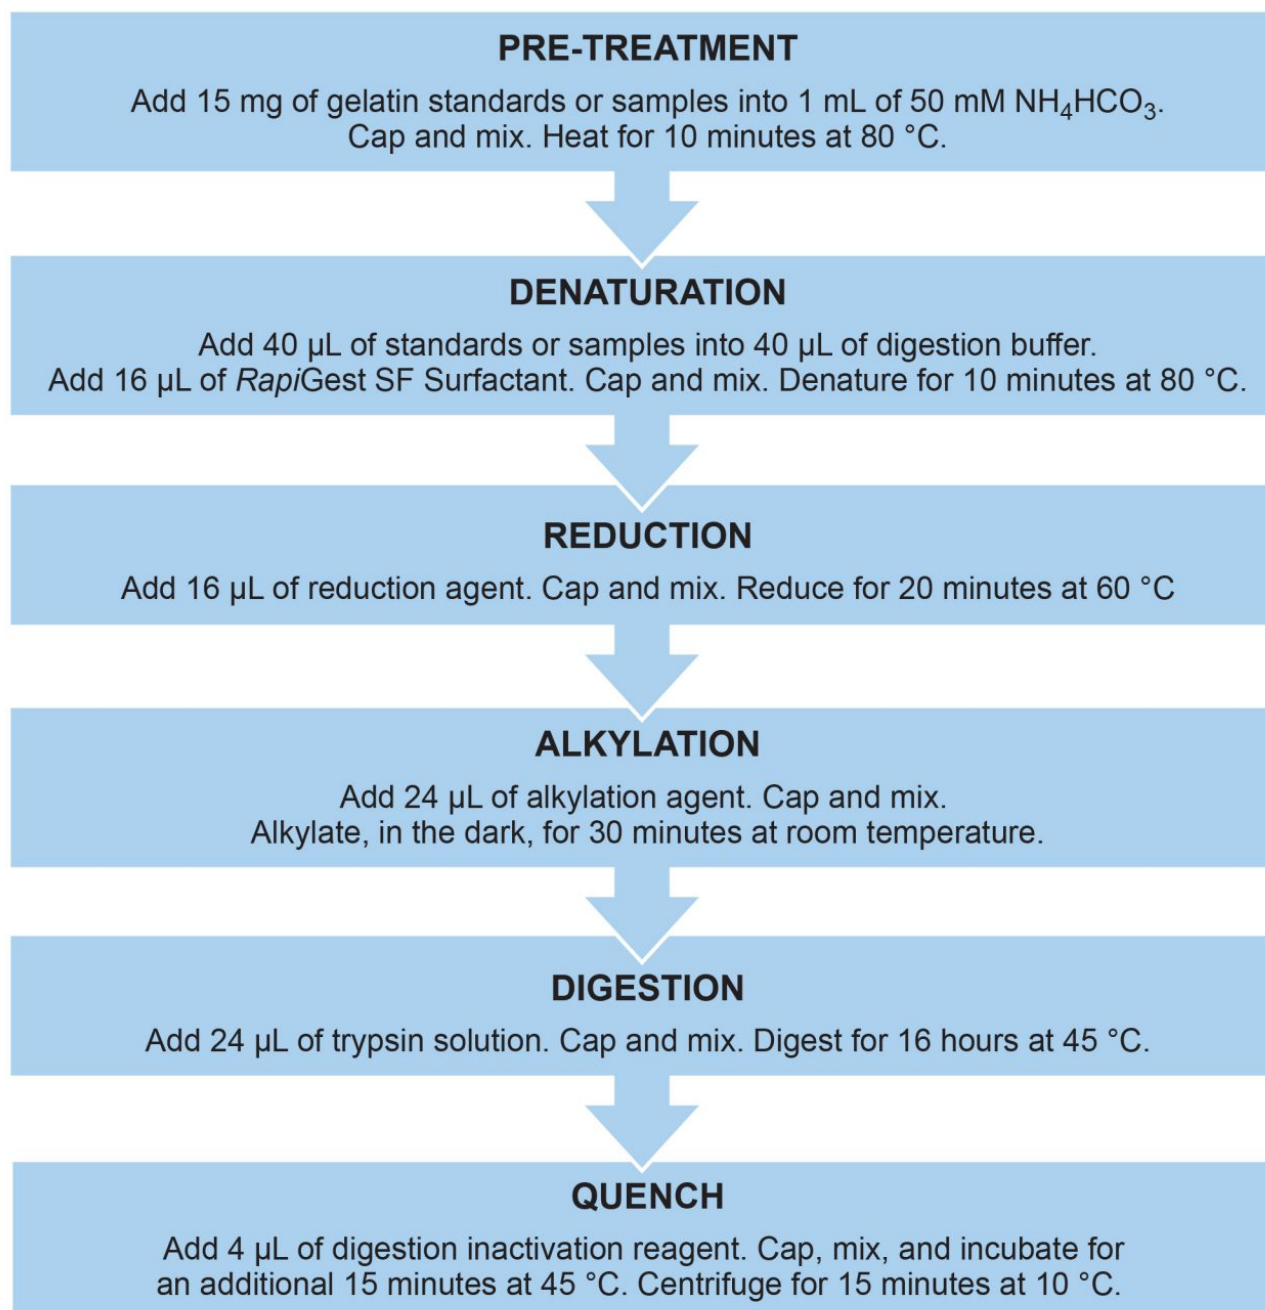 PRE-TREATMENT
Add 15 mg of gelatin standards or samples into 1 mL of 50 mM NH₄HCO₃.
Cap and mix. Heat for 10 minutes at 80 °C.
DENATURATION
Add 40 µL of standards or samples into 40 µL of digestion buffer.
Add 16 µL of RapiGest SF Surfactant. Cap and mix. Denature for 10 minutes at 80 °C.
REDUCTION
Add 16 µL of reduction agent. Cap and mix. Reduce for 20 minutes at 60 °C
ALKYLATION
Add 24 µL of alkylation agent. Cap and mix.
Alkylate, in the dark, for 30 minutes at room temperature.
DIGESTION
Add 24 µL of trypsin solution. Cap and mix. Digest for 16 hours at 45 °C.
QUENCH
Add 4 µL of digestion inactivation reagent. Cap, mix, and incubate for
an additional 15 minutes at 45 °C. Centrifuge for 15 minutes at 10 °C.